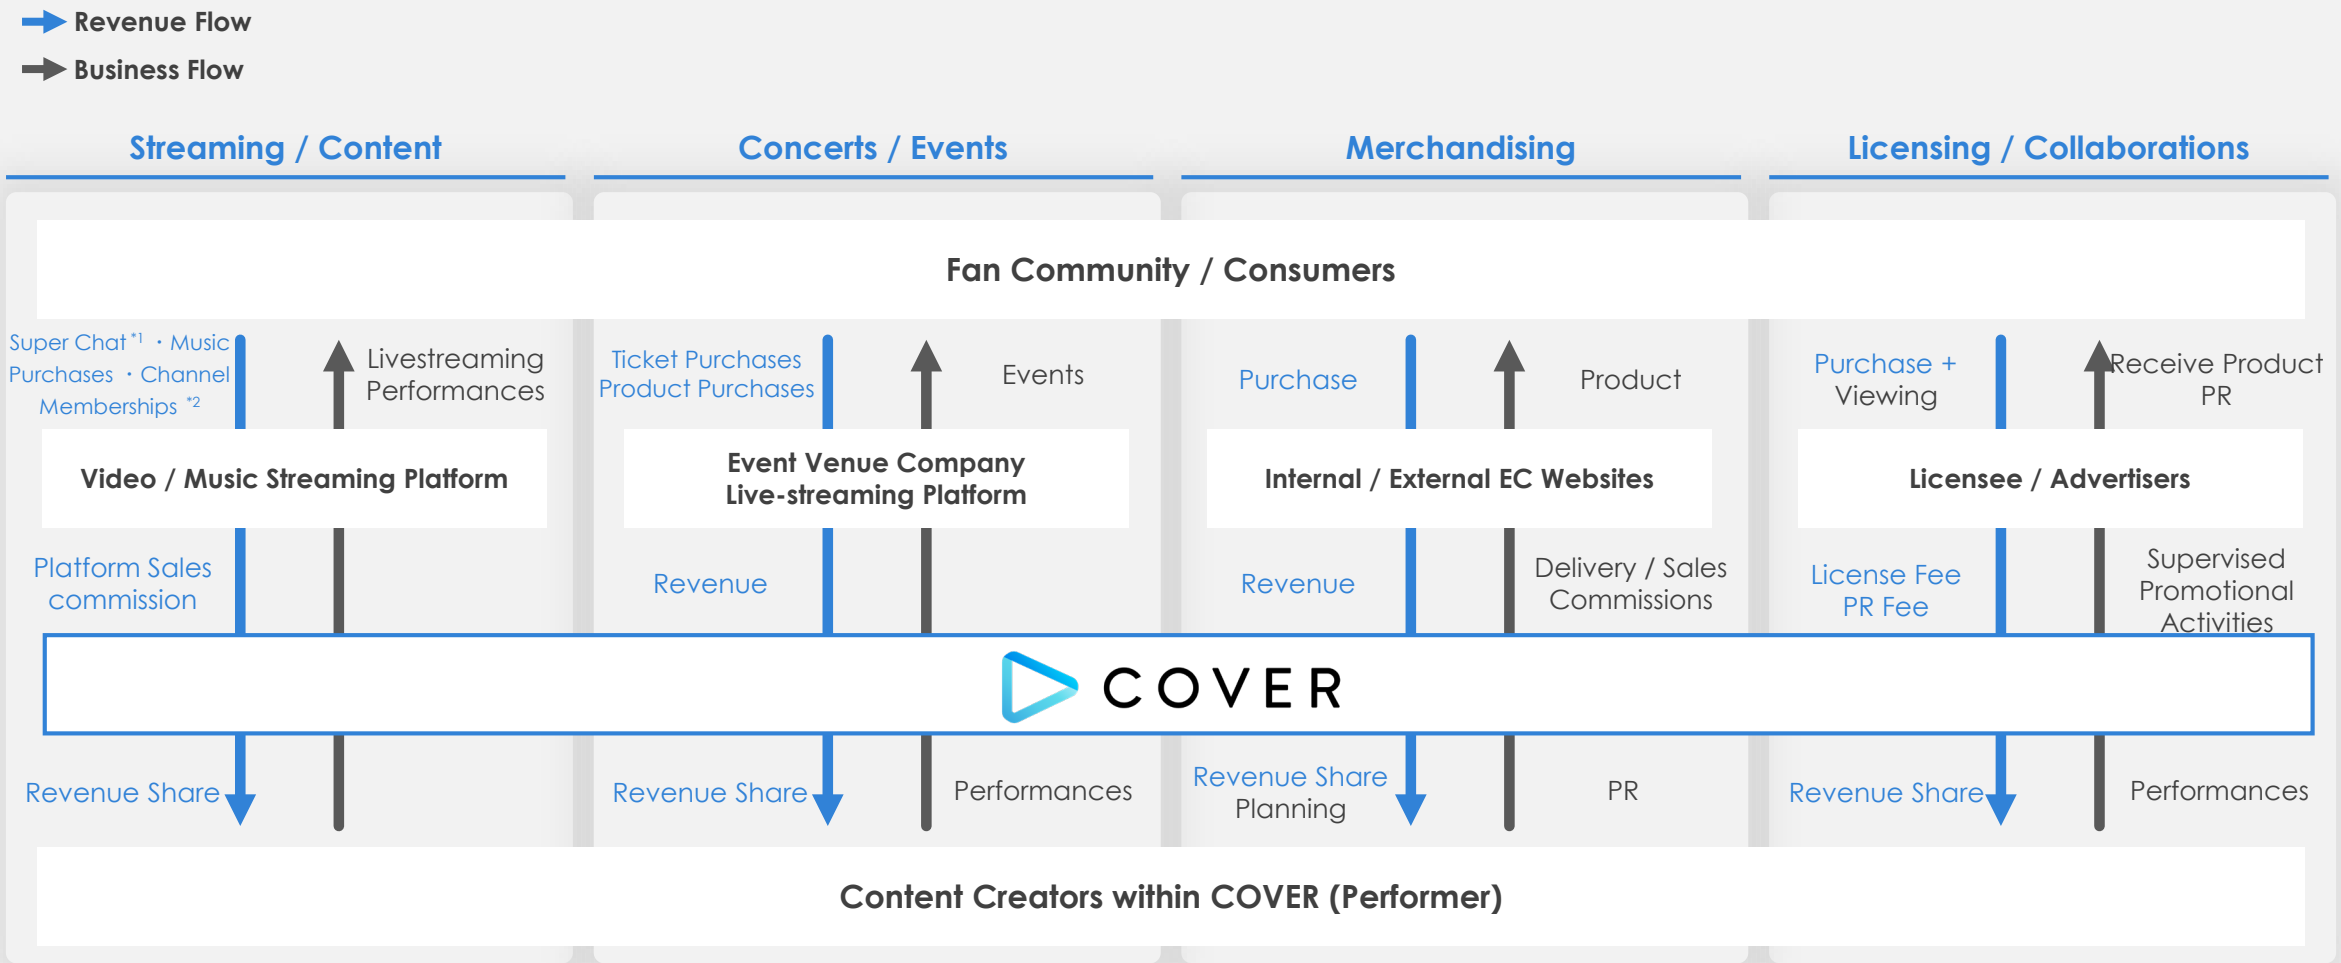 Revenue Flow
Business Flow
Streaming / Content
Concerts / Events
Merchandising
Licensing / Collaborations
Fan Community / Consumers
Super Chat *1 ・Music
Purchases ・Channel
Memberships *2
Livestreaming
Performances
Ticket Purchases
Product Purchases
Events
Purchase
Product
Purchase +
Viewing
Receive Product
PR
Video / Music Streaming Platform
Event Venue Company
Live-streaming Platform
Internal / External EC Websites
Licensee / Advertisers
Platform Sales
commission
Revenue
Revenue
Delivery / Sales
Commissions
License Fee
PR Fee
Supervised
Promotional
Activities
COVER
Revenue Share
Revenue Share
Performances
Revenue Share
Planning
PR
Revenue Share
Performances
Content Creators within COVER (Performer)